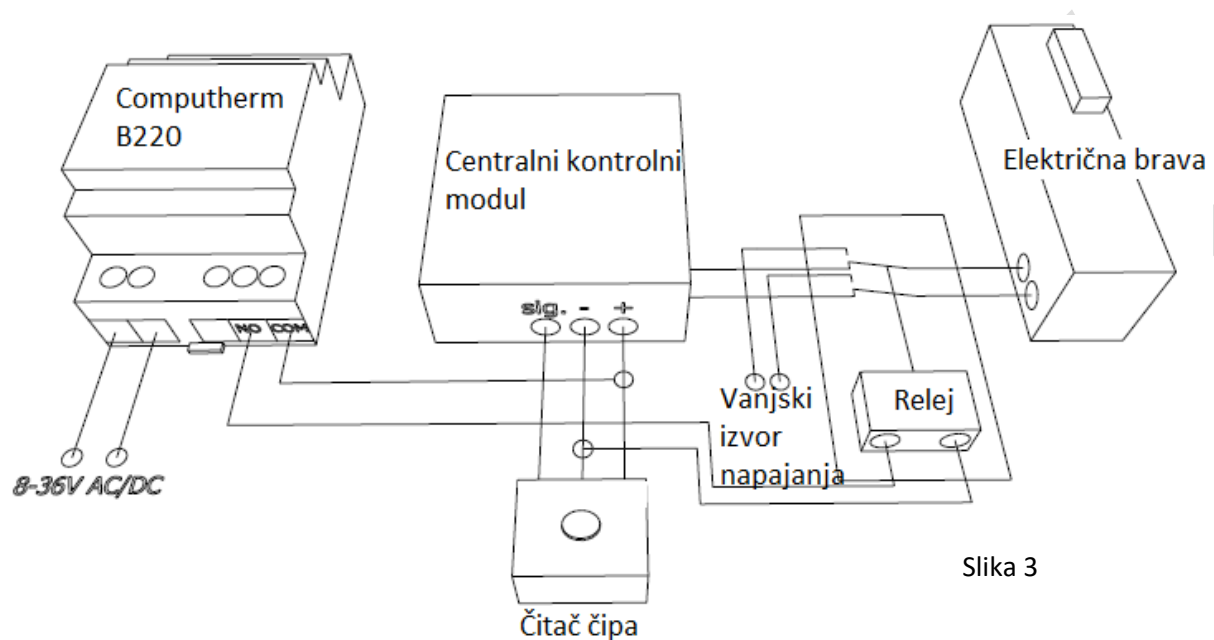 Computherm
B220
Centralni kontrolni
modul
Električna brava
sig. - +
NO COM
Vanjski
izvor
napajanja
Relej
8-36V AC/DC
Slika 3
Čitač čipa